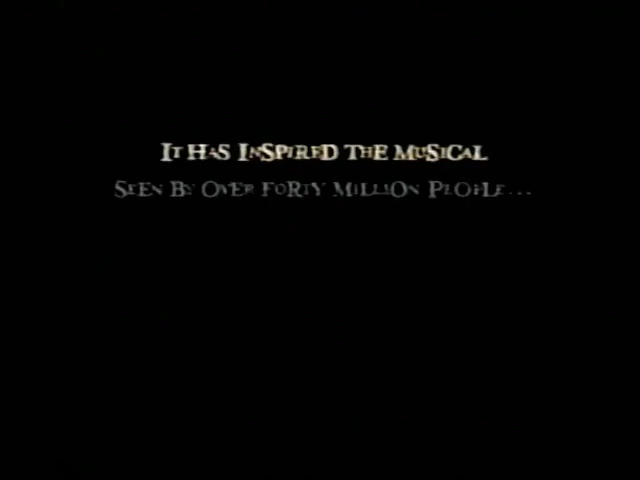 IT HAS INSPIRED THE MUSICAL
SEEN BY OVER FORTY MILLION PEOPLE...